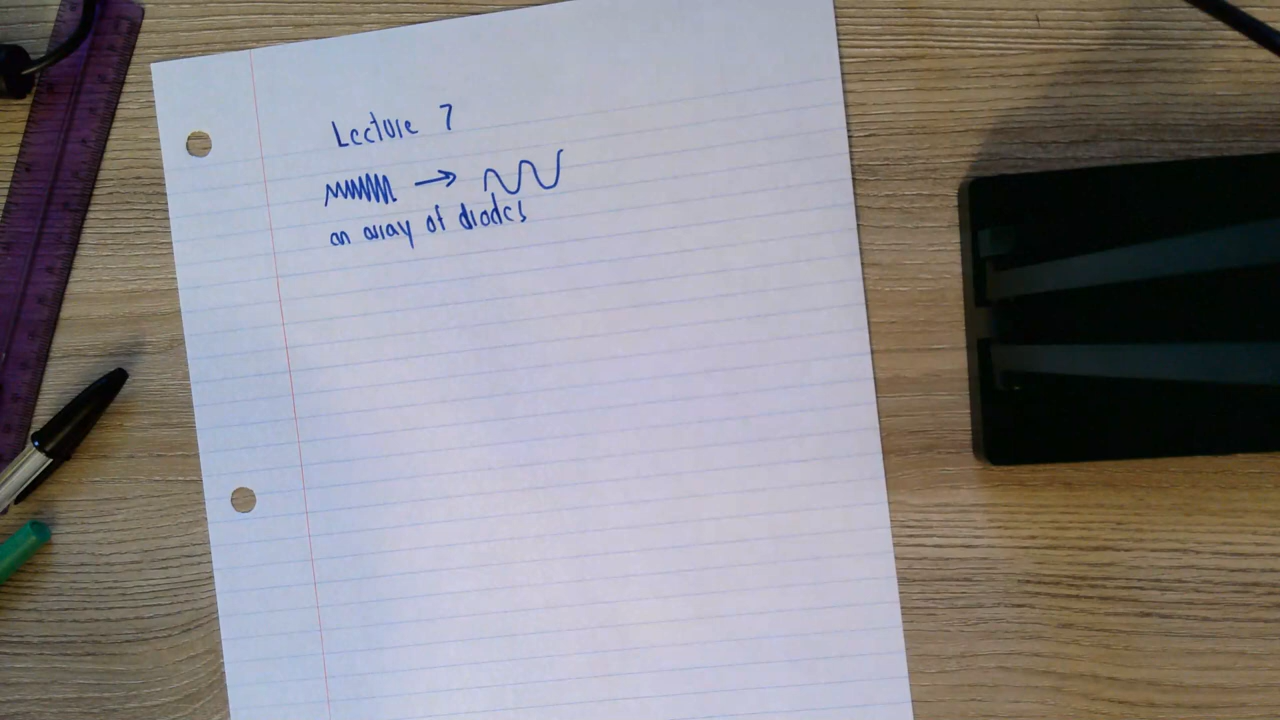 Lecture 7
→
an array of diodes